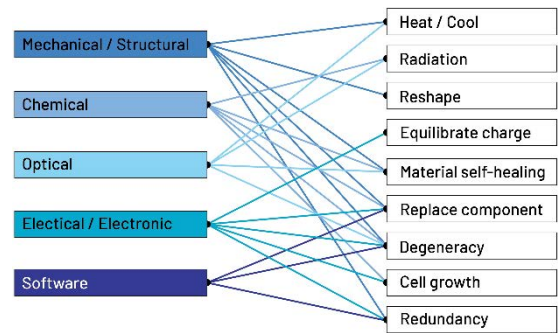 Mechanical / Structural
Chemical
Optical
Electical / Electronic
Software
Heat / Cool
Radiation
Reshape
Equilibrate charge
Material self-healing
Replace component
Degeneracy
Cell growth
Redundancy